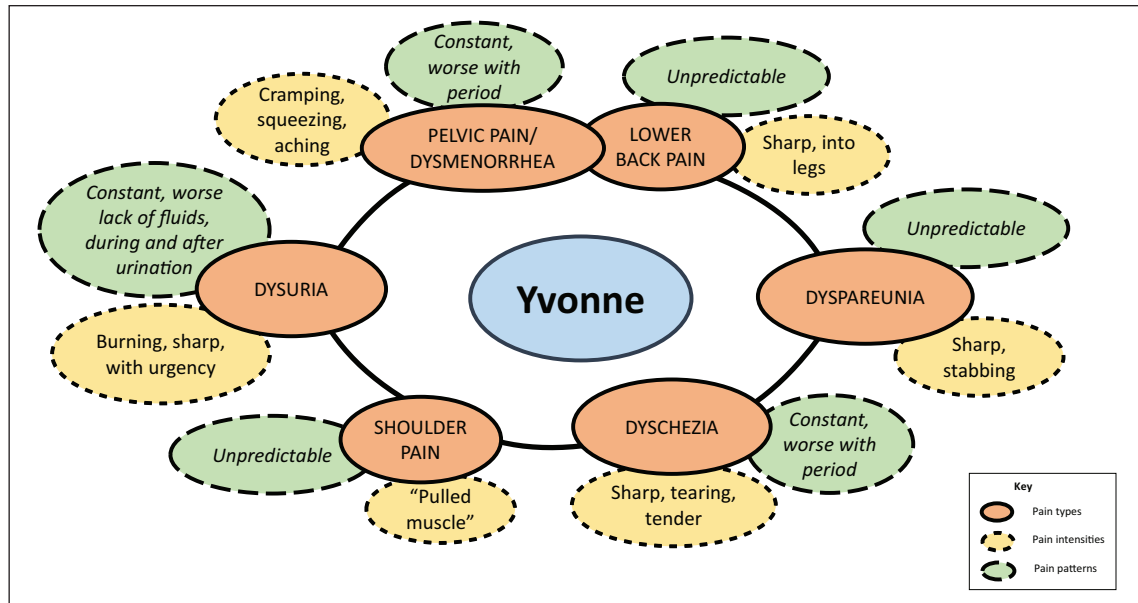 Constant,
worse with
period
Unpredictable
Cramping,
squeezing,
aching
PELVIC PAIN/
DYSMENORRHEA
LOWER
BACK PAIN
Sharp, into
legs
Constant, worse
lack of fluids,
during and after
urination
Unpredictable
DYSURIA
Yvonne
DYSPAREUNIA
Burning, sharp,
with urgency
Sharp,
stabbing
SHOULDER
PAIN
DYSCHEZIA
Constant,
worse with
period
Unpredictable
"Pulled
muscle"
Sharp, tearing,
tender
Key
Pain types
Pain intensities
Pain patterns